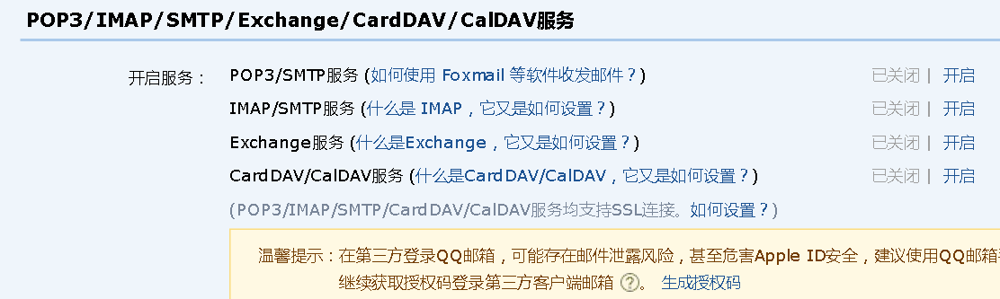 POP3/IMAP/SMTP/Exchange/CardDAV/CalDAV服务
开启服务： POP3/SMTP服务 (如何使用 Foxmail 等软件收发邮件？) 已关闭 | 开启
IMAP/SMTP服务 (什么是 IMAP，它又是如何设置？) 已关闭 | 开启
Exchange服务 (什么是Exchange，它又是如何设置？) 已关闭 | 开启
CardDAV/CalDAV服务 (什么是CardDAV/CalDAV，它又是如何设置？) 已关闭 | 开启
(POP3/IMAP/SMTP/CardDAV/CalDAV服务均支持SSL连接。如何设置？)
温馨提示：在第三方登录QQ邮箱，可能存在邮件泄露风险，甚至危害Apple ID安全，建议使用QQ邮箱
继续获取授权码登录第三方客户端邮箱 ?。 生成授权码